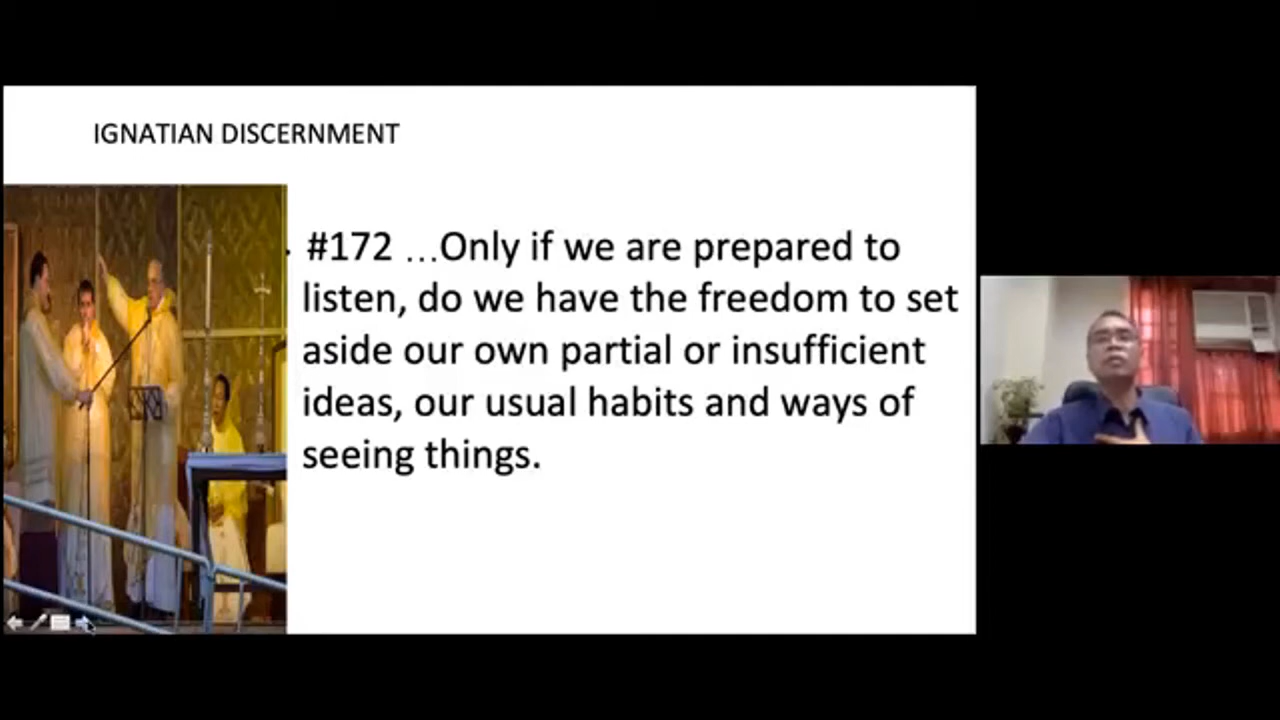 IGNATIAN DISCERNMENT
#172 ...Only if we are prepared to
listen, do we have the freedom to set
aside our own partial or insufficient
ideas, our usual habits and ways of
seeing things.